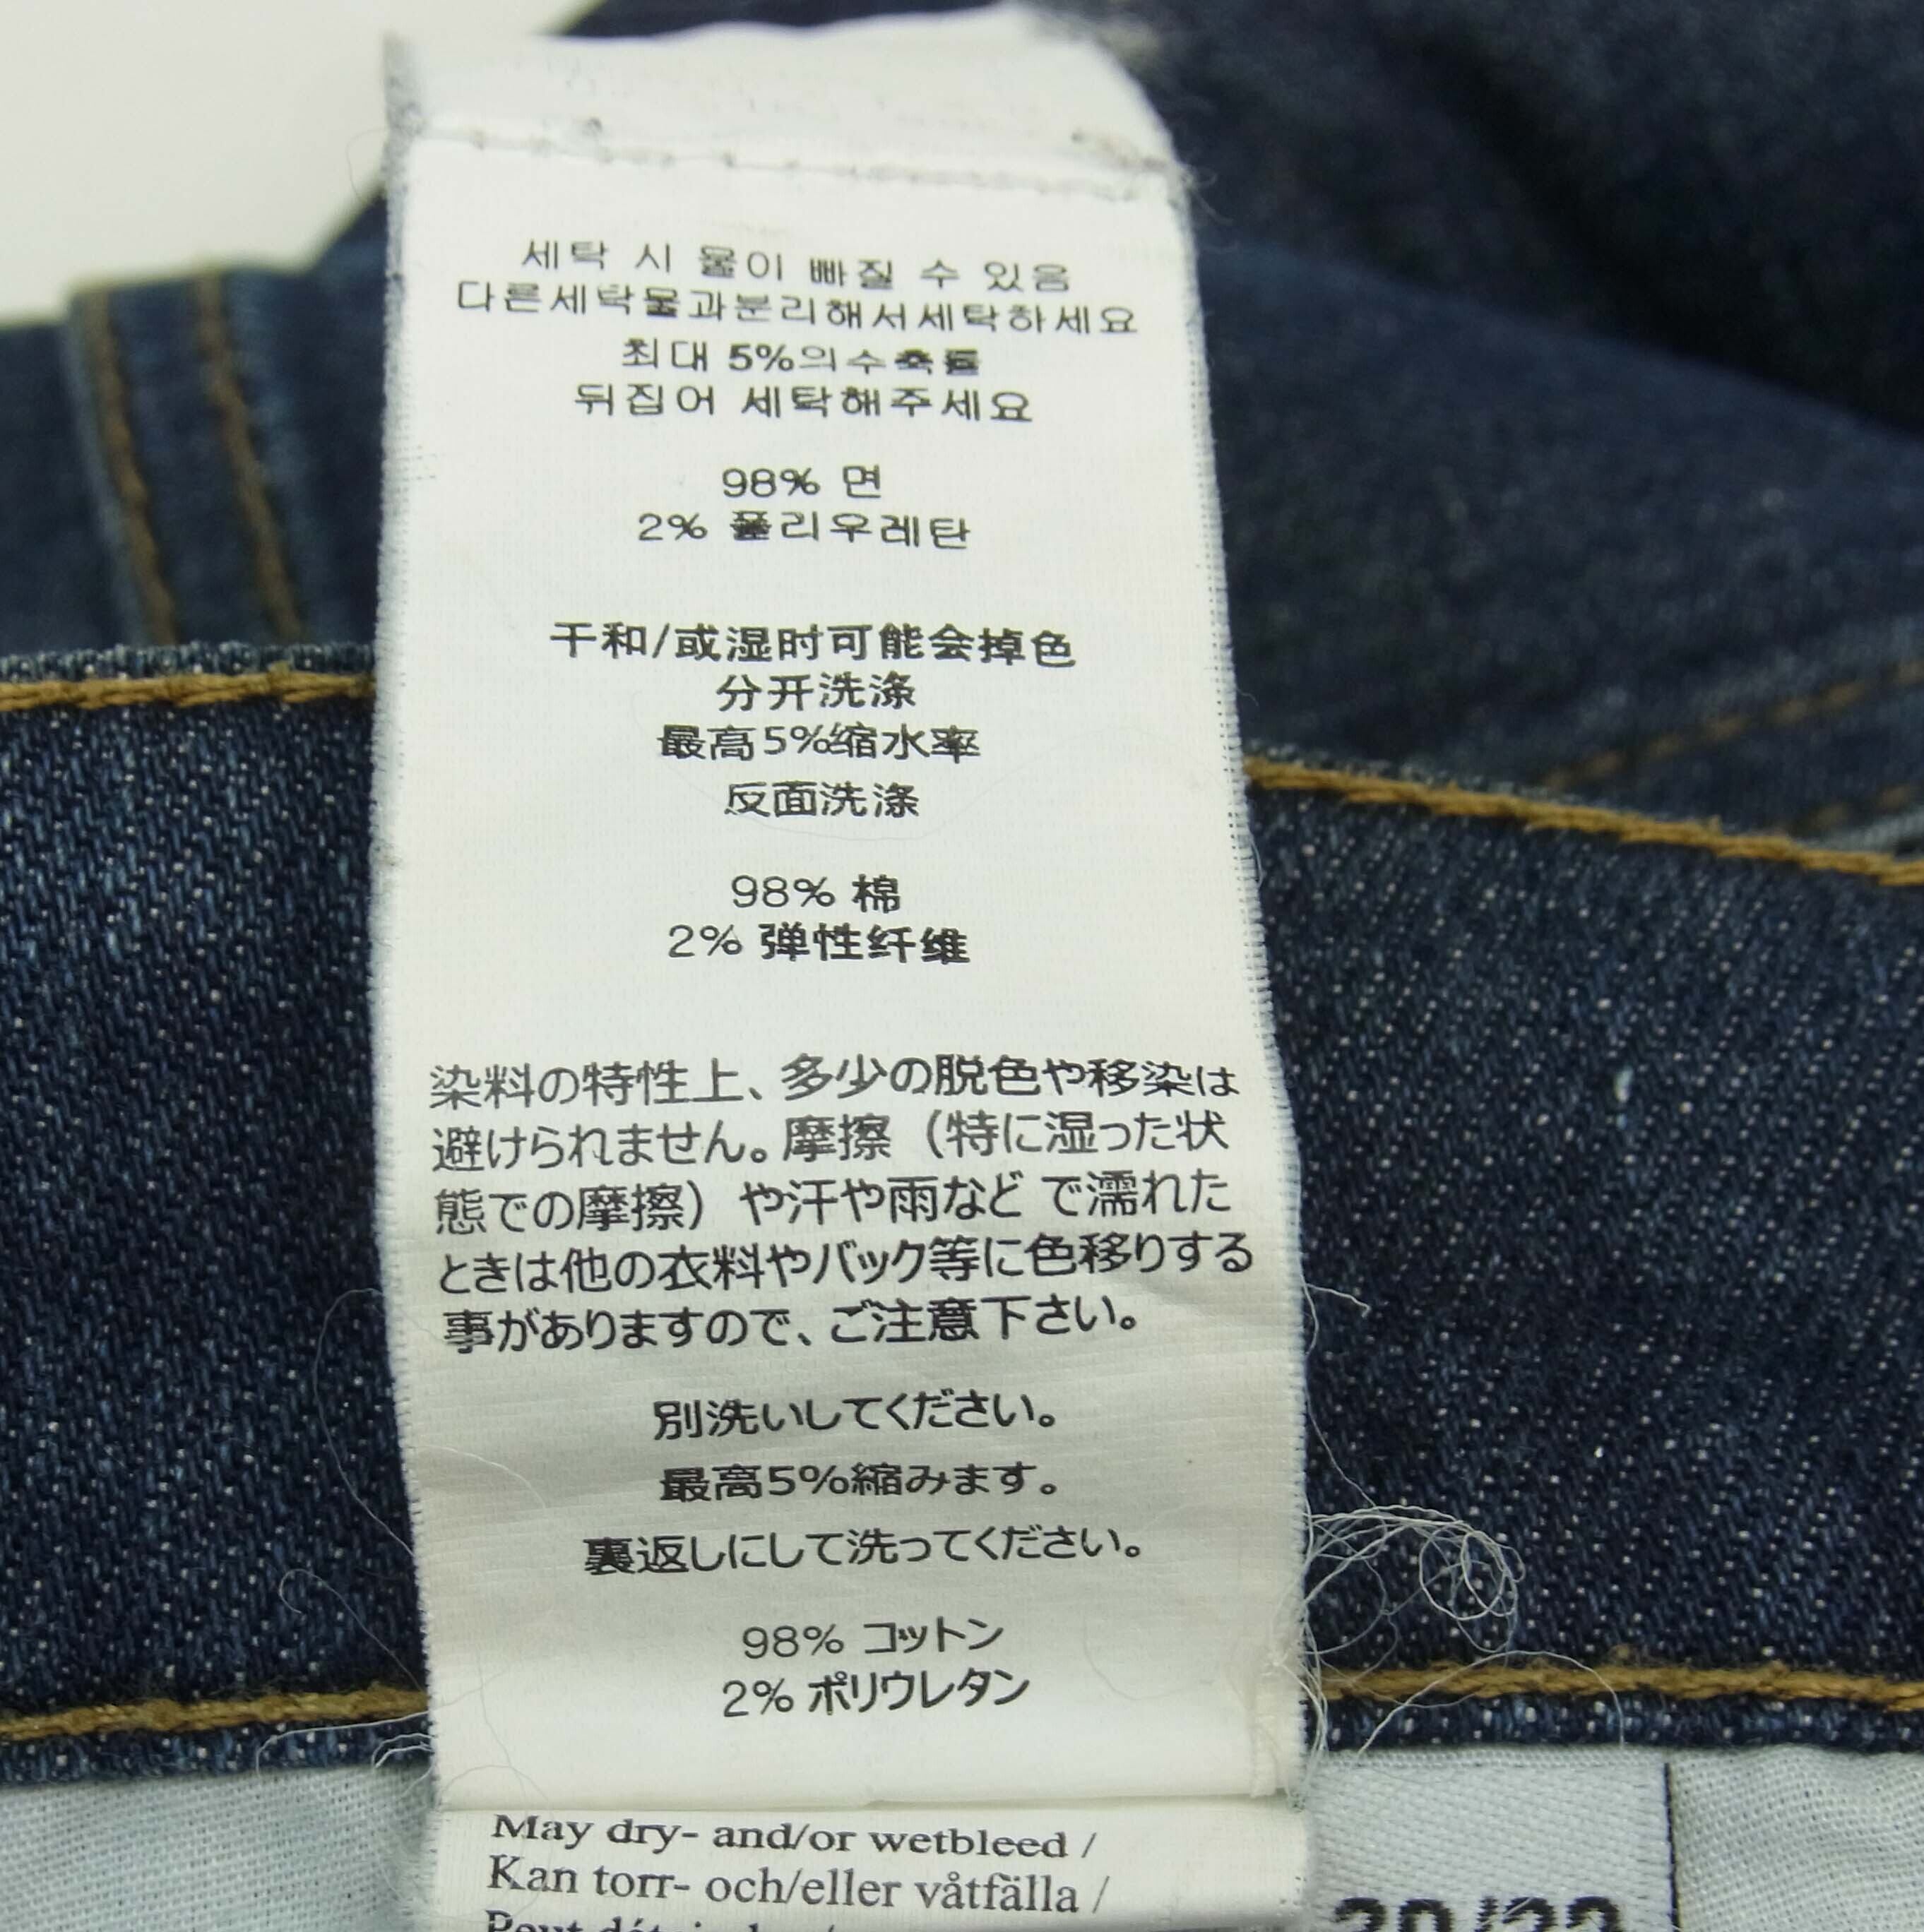 세탁 시 물이 빠질 수 있음
다른세탁물과분리해서세탁하세요
최대 5%의수축률
뒤집어 세탁해주세요
98% 면
2% 폴리우레탄
干和/或湿时可能会掉色
分开洗涤
最高5%缩水率
反面洗涤
98% 棉
2% 弹性纤维
染料の特性上、多少の脱色や移染は
避けられません。摩擦（特に湿った状
態での摩擦）や汗や雨など で濡れた
ときは他の衣料やバック等に色移りする
事がありますので、ご注意下さい。
別洗いしてください。
最高5%縮みます。
裏返しにして洗ってください。
98% コットン
2% ポリウレタン
May dry- and/or wetbleed /
Kan torr- och/eller våtfälla /
Peut